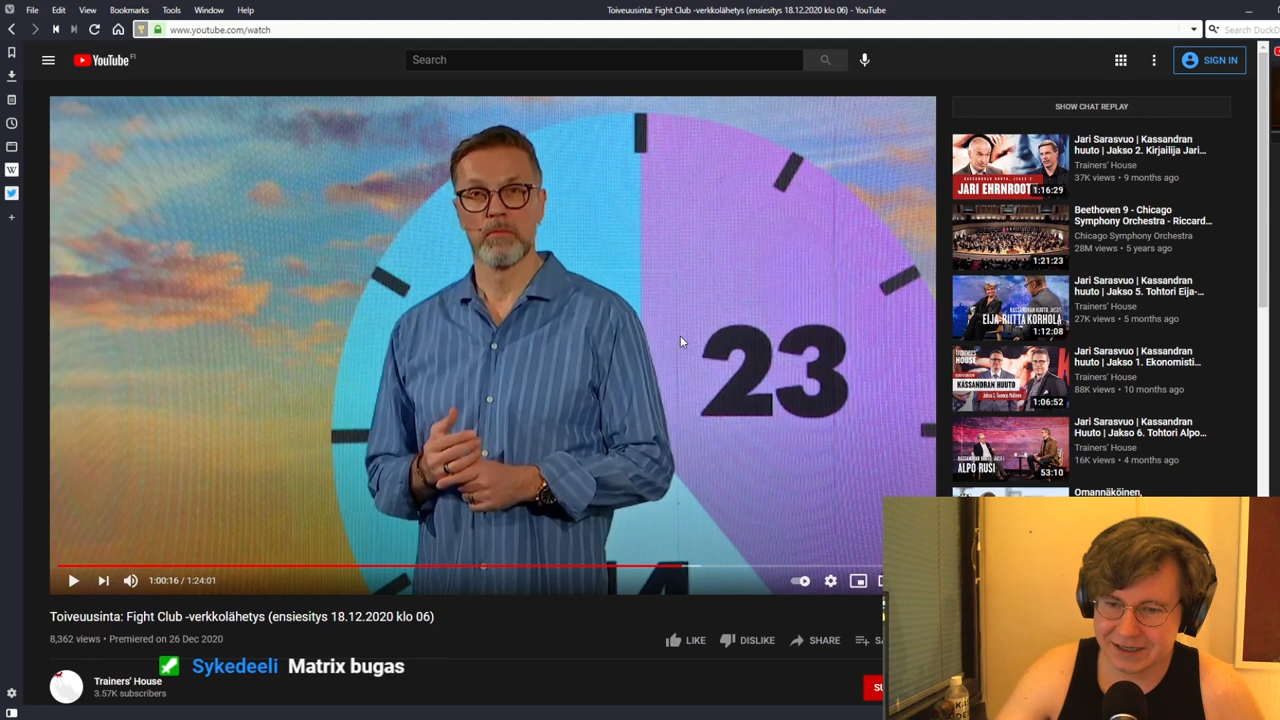 File Edit View Bookmarks Tools Window Help
Toiveuusinta: Fight Club -verkkolähetys (ensiesitys 18.12.2020 klo 06) - YouTube
www.youtube.com/watch
Search DuckD
YouTube FI
Search
SIGN IN
23
1:00:16 / 1:24:01
Toiveuusinta: Fight Club -verkkolähetys (ensiesitys 18.12.2020 klo 06)
8,362 views • Premiered on 26 Dec 2020
LIKE DISLIKE SHARE SA
Sykedeeli Matrix bugas
Trainers' House
3.57K subscribers
SU
SHOW CHAT REPLAY
JARI EHRNROOT
1:16:29
Jari Sarasvuo | Kassandran
huuto | Jakso 2. Kirjailija Jari...
Trainers' House
37K views • 9 months ago
1:21:23
Beethoven 9 - Chicago
Symphony Orchestra - Riccard...
Chicago Symphony Orchestra
28M views • 5 years ago
EIJA-RIITTA KORHOLA
1:12:08
Jari Sarasvuo | Kassandran
huuto | Jakso 5. Tohtori Eija-...
Trainers' House
27K views • 5 months ago
KASSANDRAN HUUTO
1:06:52
Jari Sarasvuo | Kassandran
huuto | Jakso 1. Ekonomisti...
Trainers' House
88K views • 10 months ago
ALPO RUSI
53:10
Jari Sarasvuo | Kassandran
Huuto | Jakso 6. Tohtori Alpo...
Trainers' House
16K views • 4 months ago
Omannäköinen,